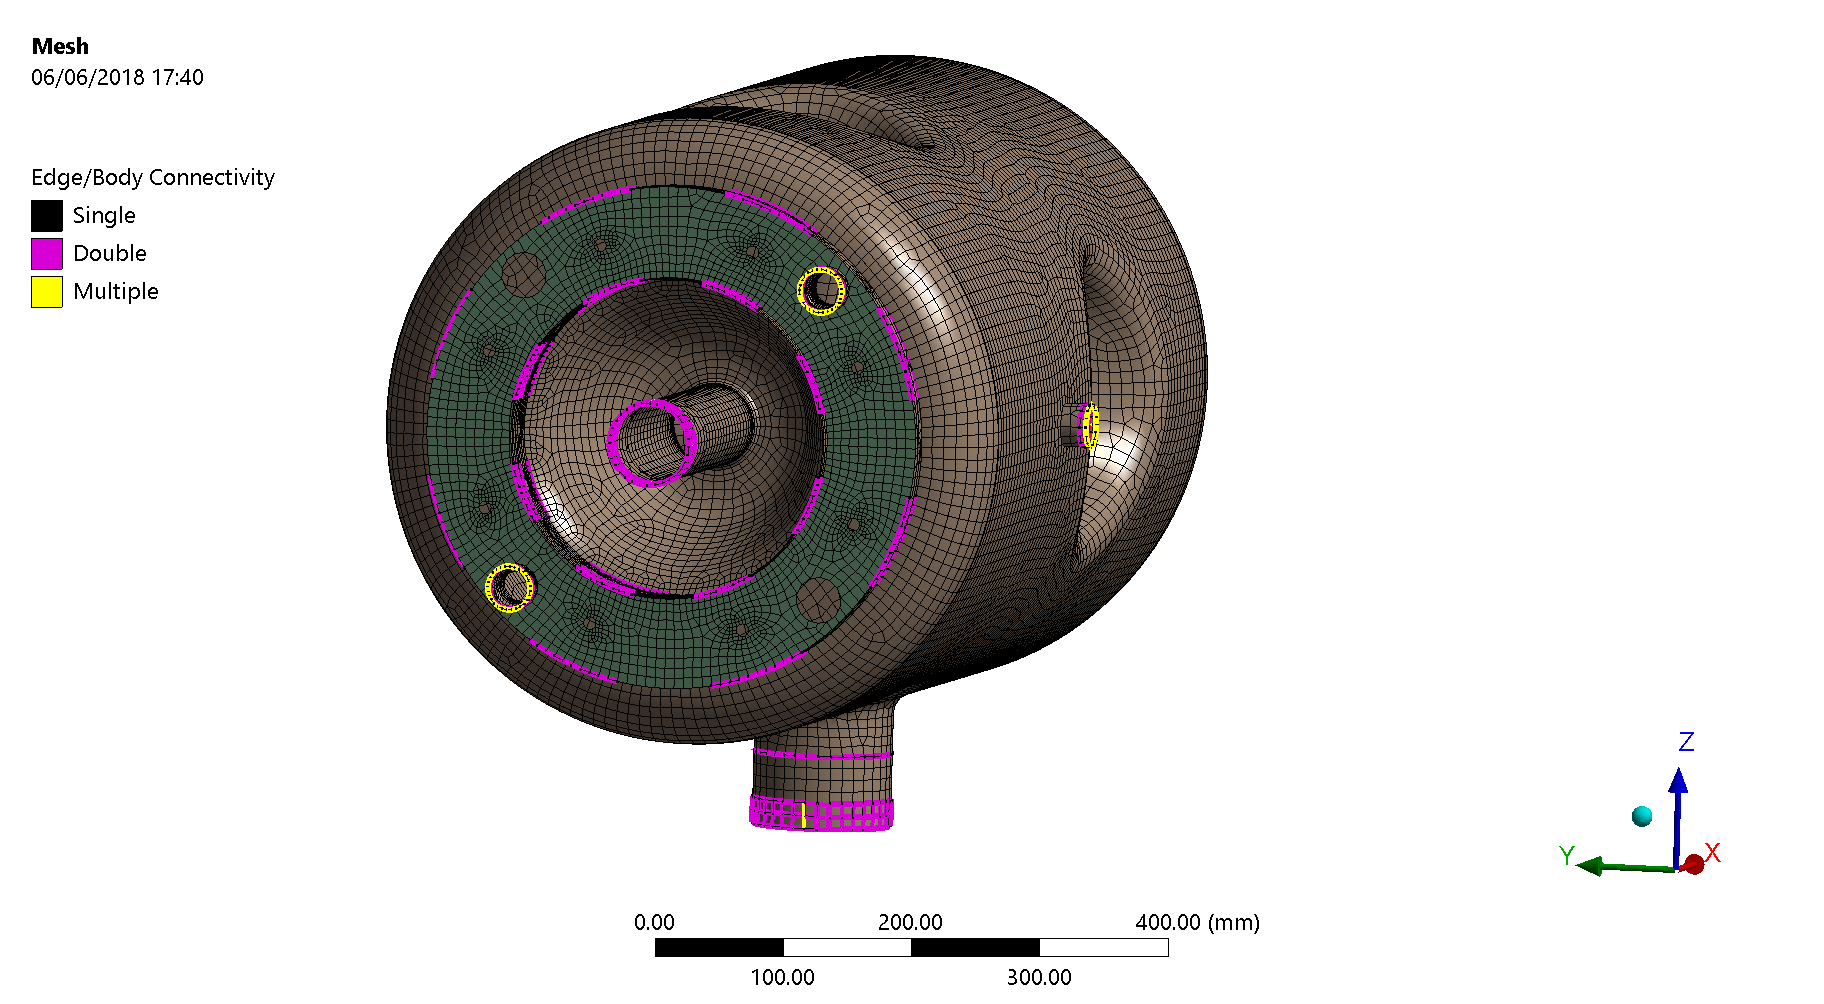 Mesh
06/06/2018 17:40
Edge/Body Connectivity
Single
Double
Multiple
Z
Y
X
0.00 200.00 400.00 (mm)
100.00 300.00